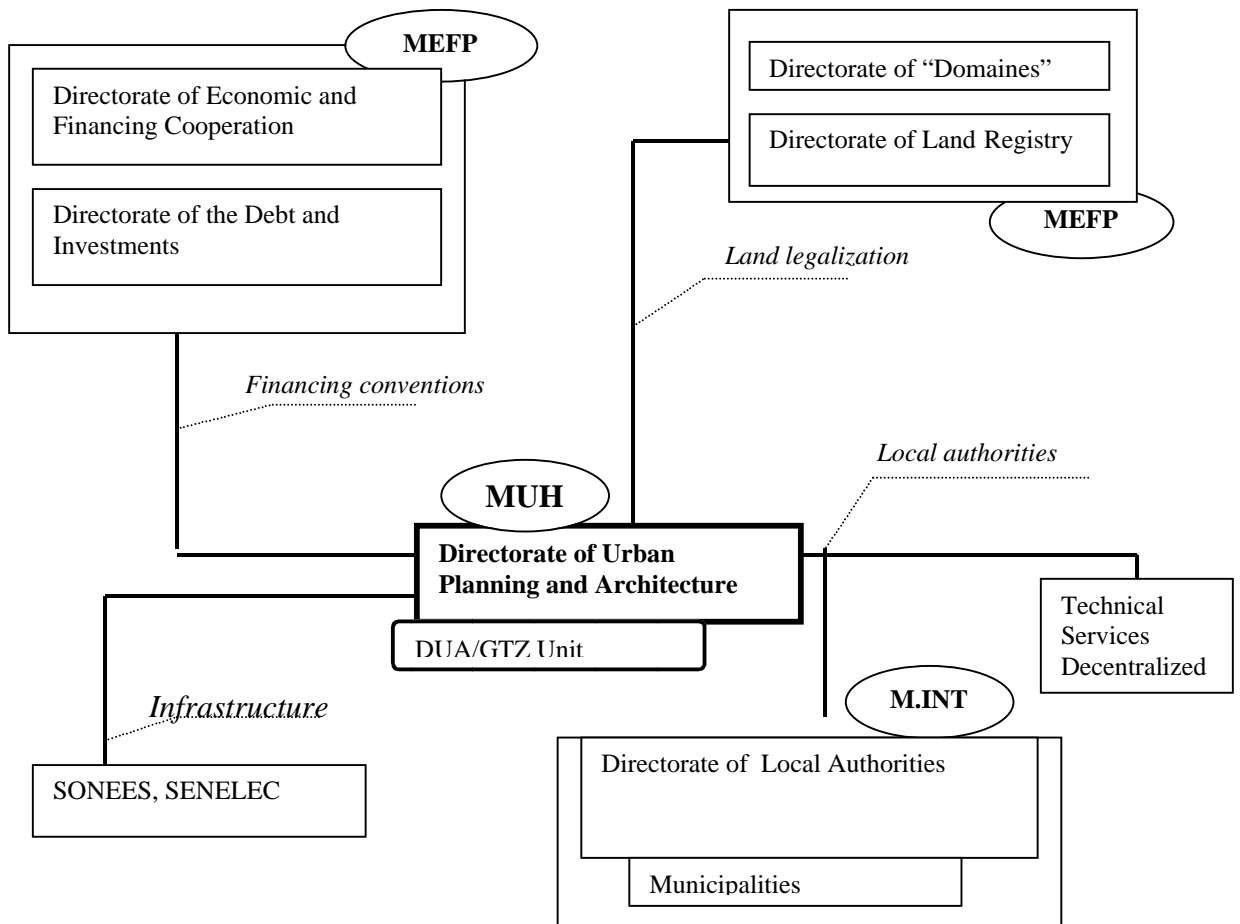 MEFP
Directorate of Economic and
Financing Cooperation
Directorate of the Debt and
Investments
Directorate of “Domaines”
Directorate of Land Registry
MEFP
Land legalization
Financing conventions
Local authorities
MUH
Directorate of Urban
Planning and Architecture
DUA/GTZ Unit
Technical
Services
Decentralized
Infrastructure
M.INT
SONEES, SENELEC
Directorate of  Local Authorities
Municipalities